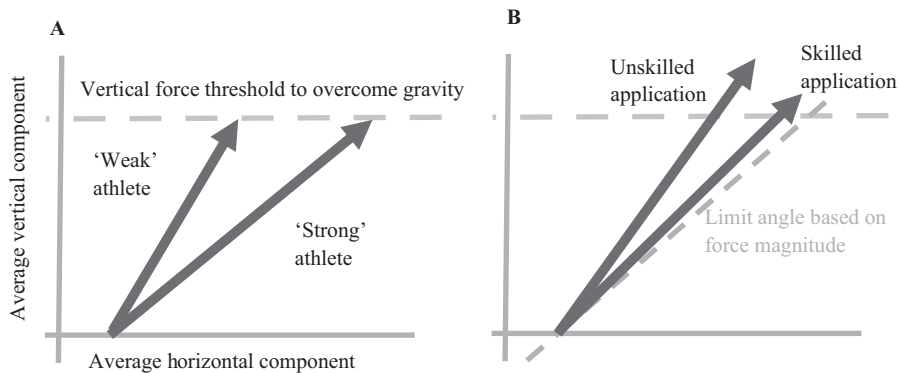 A
Vertical force threshold to overcome gravity
'Weak'
athlete
'Strong'
athlete
Average vertical component
Average horizontal component
B
Unskilled
application
Skilled
application
Limit angle based on
force magnitude